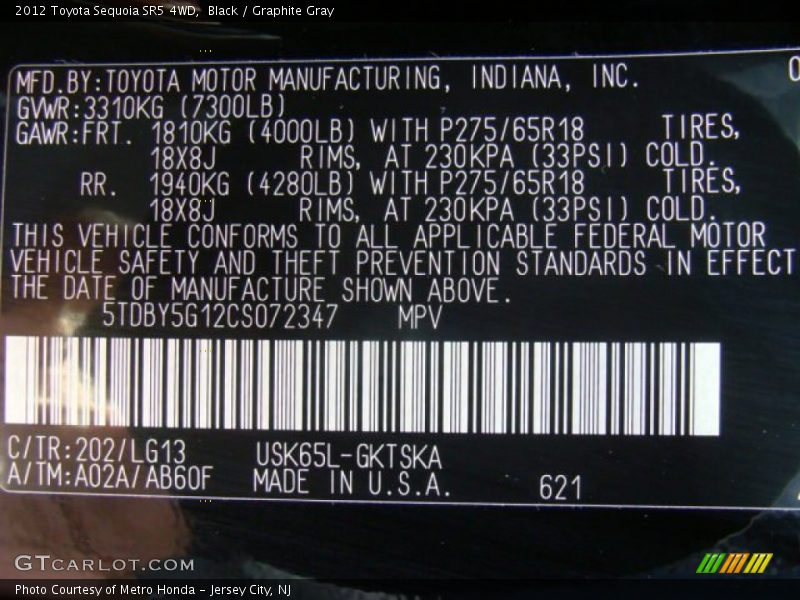 2012 Toyota Sequoia SR5 4WD,  Black / Graphite Gray
MFD.BY:TOYOTA MOTOR MANUFACTURING, INDIANA, INC.
GVWR:3310KG (7300LB)
GAWR:FRT. 1810KG (4000LB) WITH P275/65R18 TIRES,
18X8J RIMS, AT 230KPA (33PSI) COLD.
RR. 1940KG (4280LB) WITH P275/65R18 TIRES,
18X8J RIMS, AT 230KPA (33PSI) COLD.
THIS VEHICLE CONFORMS TO ALL APPLICABLE FEDERAL MOTOR
VEHICLE SAFETY AND THEFT PREVENTION STANDARDS IN EFFECT
THE DATE OF MANUFACTURE SHOWN ABOVE.
5TDBY5G12CS072347 MPV
C/TR:202/LG13 USK65L-GKTSKA
A/TM:A02A/AB60F MADE IN U.S.A. 621
GTCARLOT.COM
Photo Courtesy of Metro Honda - Jersey City, NJ